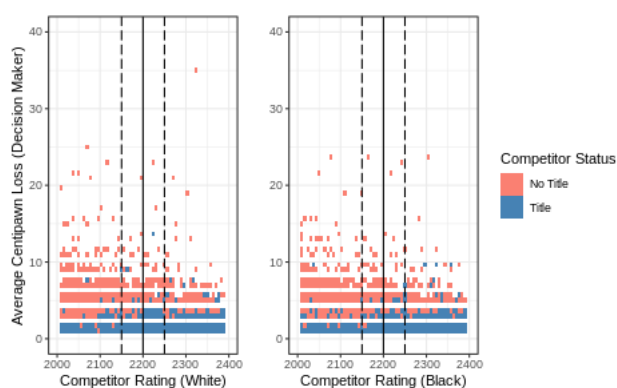 Average Centipawn Loss (Decision Maker)
40
30
20
10
0
2000 2100 2200 2300 2400
Competitor Rating (White)
40
30
20
10
0
2000 2100 2200 2300 2400
Competitor Rating (Black)
Competitor Status
No Title
Title